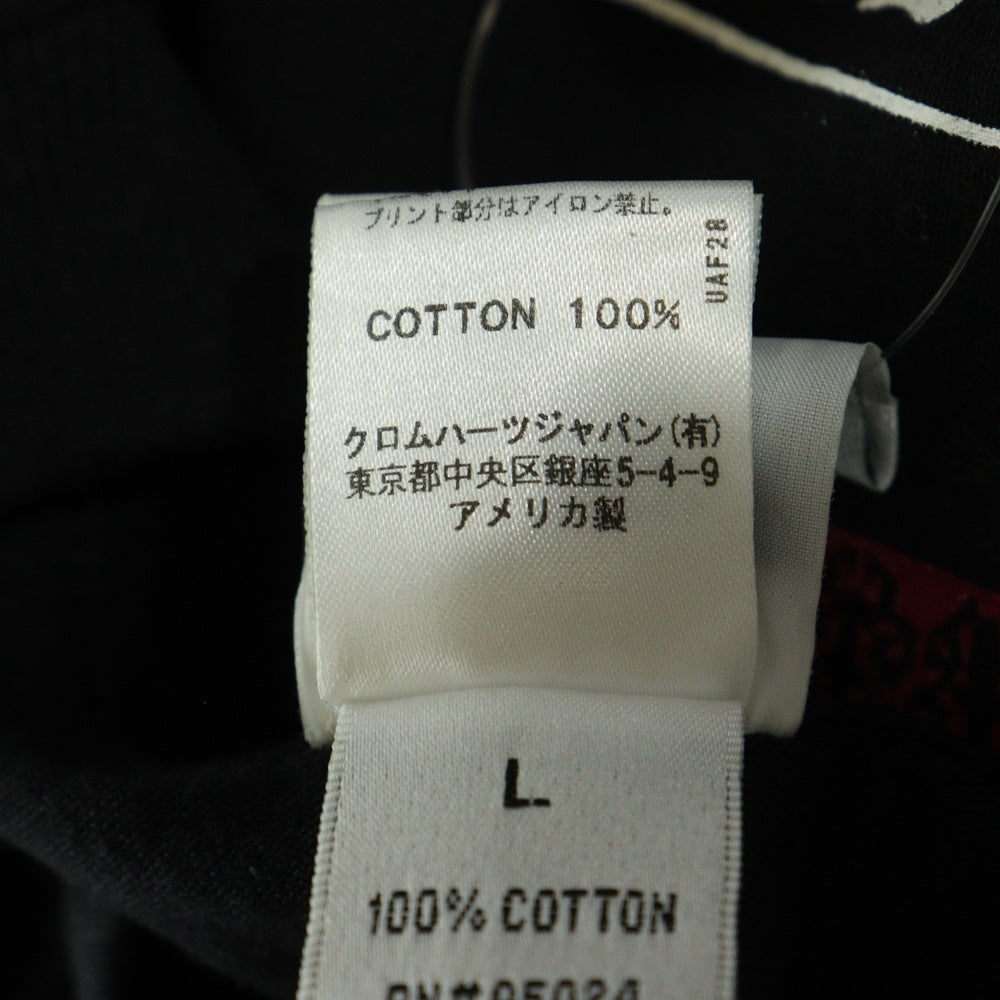 プリント部分はアイロン禁止。
UAF28
COTTON 100%
クロムハーツジャパン(有)
東京都中央区銀座5-4-9
アメリカ製
L
100% COTTON